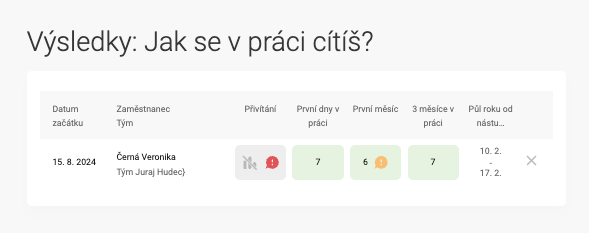 Výsledky: Jak se v práci cítíš?
Datum začátku
Zaměstnanec Tým
Přivítání
První dny v práci
První měsíc
3 měsíce v práci
Půl roku od nástu...
15. 8. 2024
Černá Veronika
Tým Juraj Hudec)
7
6
7
10. 2.
-
17. 2.